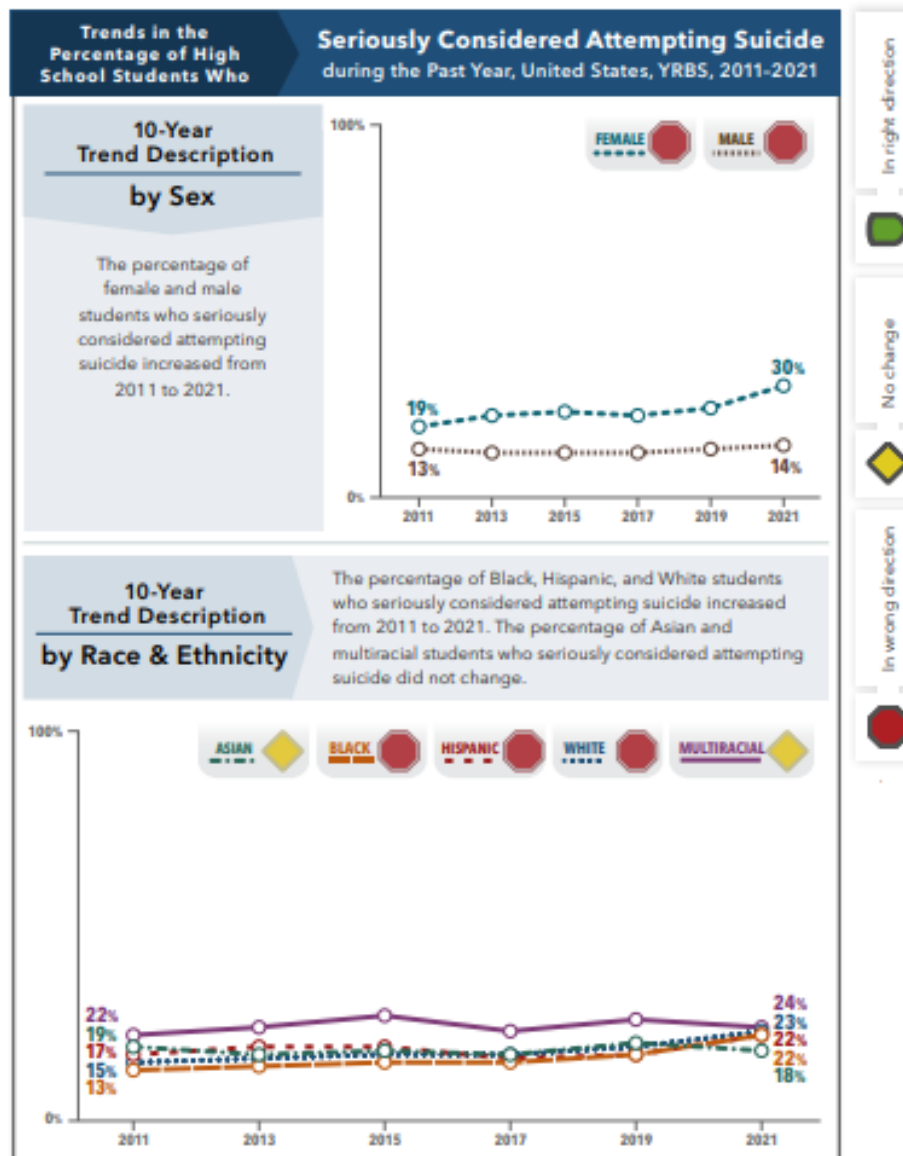 Trends in the
Percentage of High
School Students Who
Seriously Considered Attempting Suicide
during the Past Year, United States, YRBS, 2011-2021
10-Year
Trend Description
by Sex
The percentage of
female and male
students who seriously
considered attempting
suicide increased from
2011 to 2021.
100%
FEMALE
MALE
30%
19%
13%
14%
0%
2011 2013 2015 2017 2019 2021
10-Year
Trend Description
by Race & Ethnicity
The percentage of Black, Hispanic, and White students
who seriously considered attempting suicide increased
from 2011 to 2021. The percentage of Asian and
multiracial students who seriously considered attempting
suicide did not change.
100%
ASIAN BLACK HISPANIC WHITE MULTIRACIAL
22%
19%
17%
15%
13%
24%
23%
22%
22%
18%
0%
2011 2013 2015 2017 2019 2021
In right direction
No change
In wrong direction